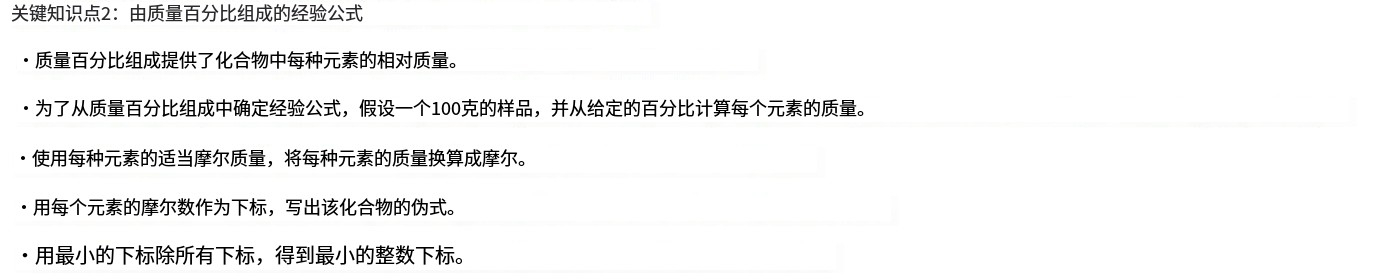 关键知识点2：由质量百分比组成的经验公式
•质量百分比组成提供了化合物中每种元素的相对质量。
•为了从质量百分比组成中确定经验公式，假设一个100克的样品，并从给定的百分比计算每个元素的质量。
•使用每种元素的适当摩尔质量，将每种元素的质量换算成摩尔。
•用每个元素的摩尔数作为下标，写出该化合物的伪式。
•用最小的下标除所有下标，得到最小的整数下标。